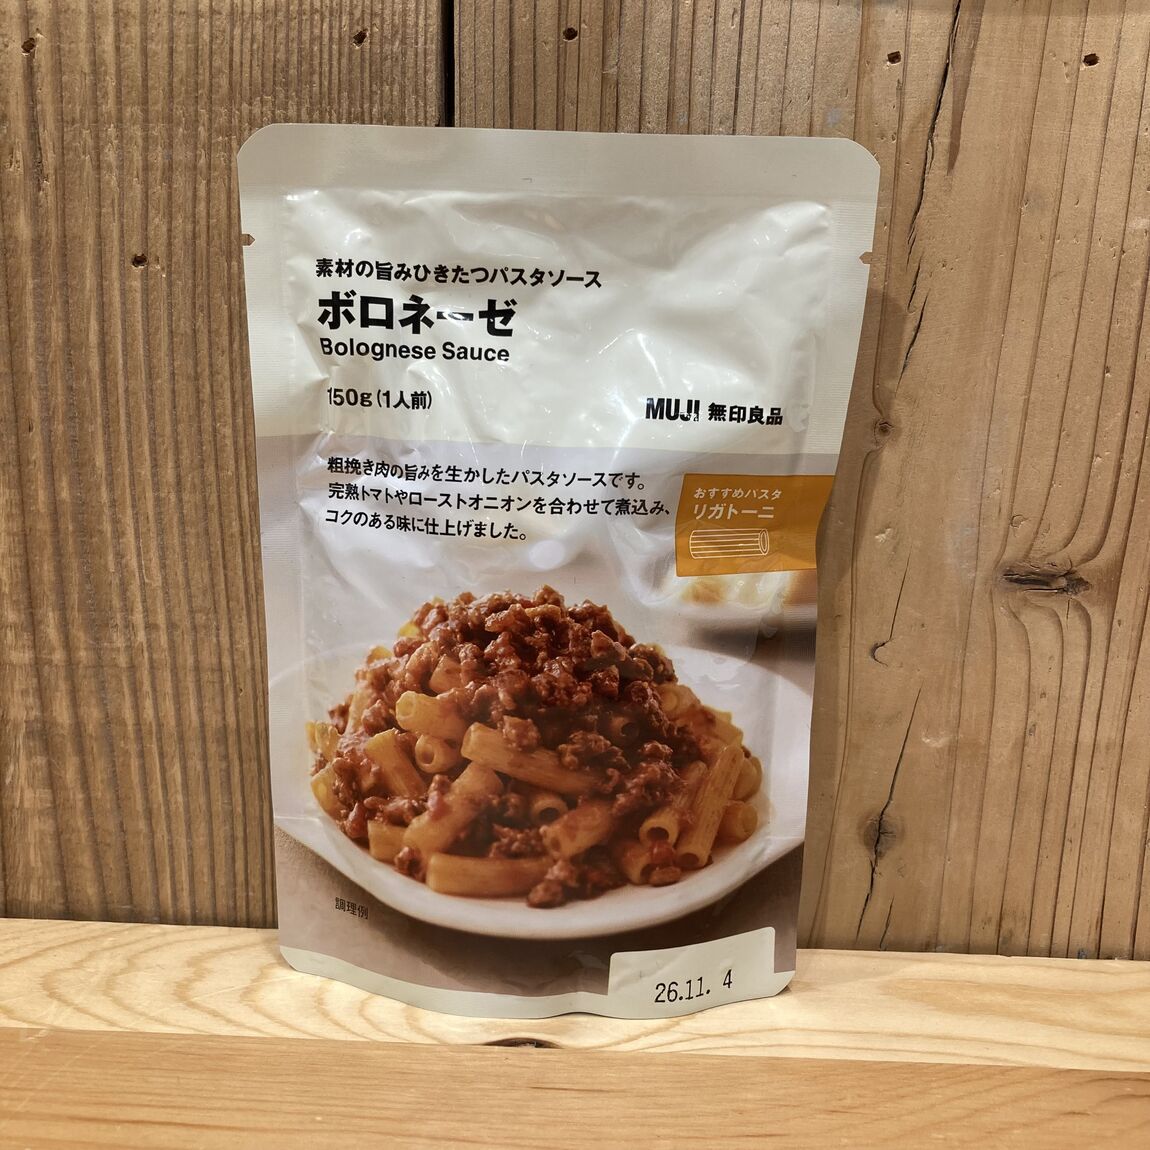 素材の旨みひきたつパスタソース
ボロネーゼ
Bolognese Sauce
150g(1人前)
MUJI 無印良品
粗挽き肉の旨みを生かしたパスタソースです。
完熟トマトやローストオニオンを合わせて煮込み、
コクのある味に仕上げました。
おすすめパスタ
リガトーニ
調理例
26.11. 4